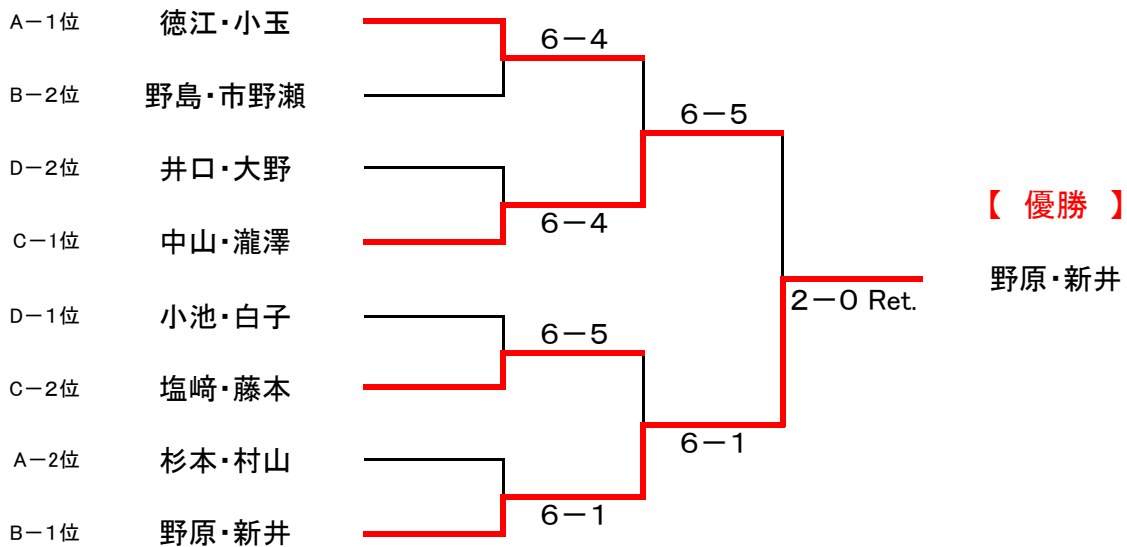 A－1位 徳江・小玉
6－4
B－2位 野島・市野瀬
6－5
D－2位 井口・大野
【 優勝 】
6－4
C－1位 中山・瀧澤
野原・新井
2－0 Ret.
D－1位 小池・白子
6－5
C－2位 塩﨑・藤本
6－1
A－2位 杉本・村山
6－1
B－1位 野原・新井